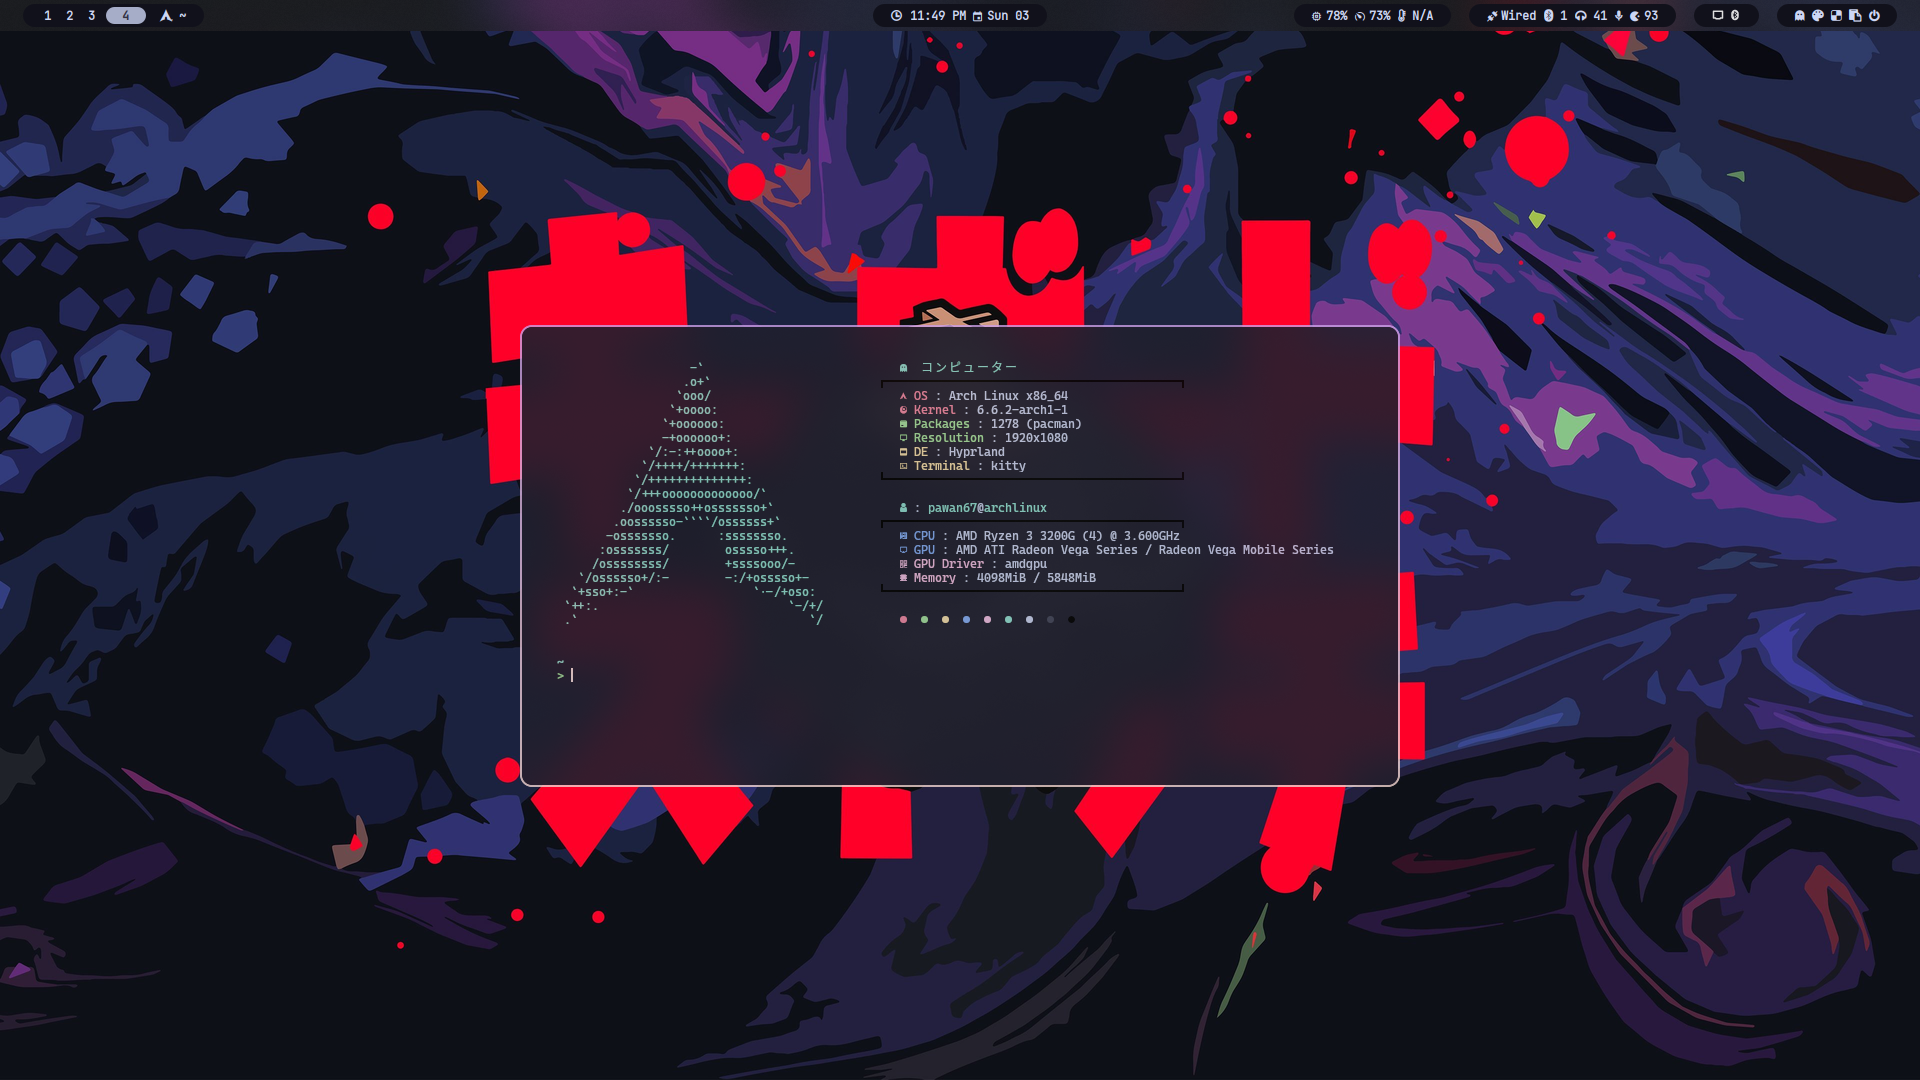 1 2 3 4 ~
11:49 PM Sun 03
78% 73% N/A
Wired 1 41 93
コンピューター
OS : Arch Linux x86_64
Kernel : 6.6.2-arch1-1
Packages : 1278 (pacman)
Resolution : 1920x1080
DE : Hyprland
Terminal : kitty
: pawan67@archlinux
CPU : AMD Ryzen 3 3200G (4) @ 3.600GHz
GPU : AMD ATI Radeon Vega Series / Radeon Vega Mobile Series
GPU Driver : amdgpu
Memory : 4098MiB / 5848MiB
-`
.o+`
`ooo/
`+oooo:
`+oooooo:
-+oooooo+:
`/:-:++oooo+:
`/++++/+++++++:
`/++++++++++++++:
`/+++ooooooooooooo/`
./ooosssso++osssssso+`
.oossssso-````/ossssss+`
-osssssso. :ssssssso.
:osssssss/ osssso+++.
/ossssssss/ +ssssooo/-
`/ossssso+/:- -:/+osssso+-
`+sso+:-` `.-/+oso:
`++:. `-/+/
.` `/
~
>